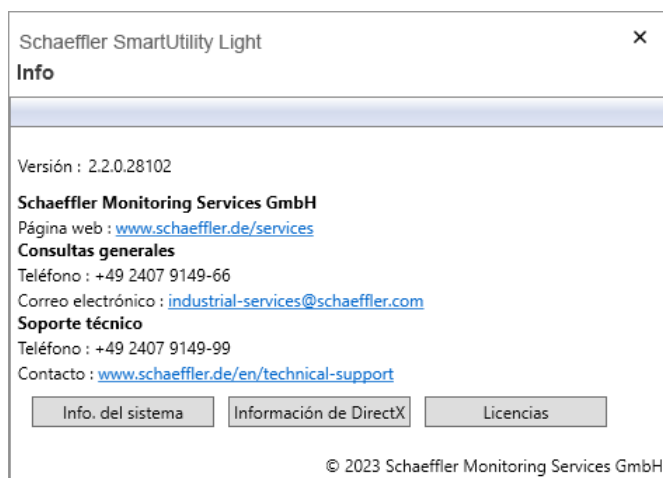 Schaeffler SmartUtility Light
Info
Versión : 2.2.0.28102
Schaeffler Monitoring Services GmbH
Página web : www.schaeffler.de/services
Consultas generales
Teléfono : +49 2407 9149-66
Correo electrónico : industrial-services@schaeffler.com
Soporte técnico
Teléfono : +49 2407 9149-99
Contacto : www.schaeffler.de/en/technical-support
Info. del sistema Información de DirectX Licencias
© 2023 Schaeffler Monitoring Services GmbH